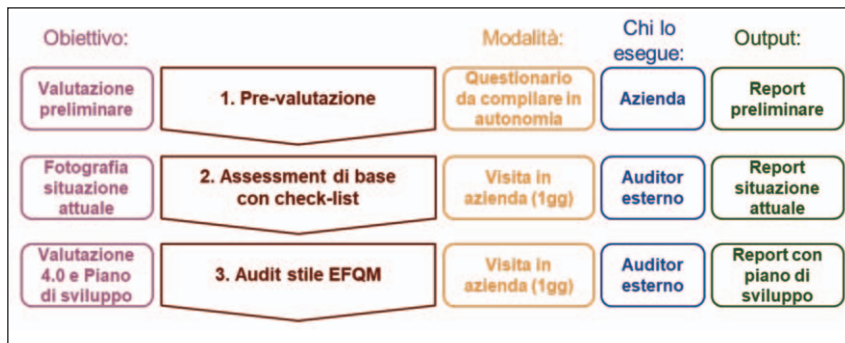 Obiettivo:
Modalità:
Chi lo
esegue:
Output:
Valutazione
preliminare
1. Pre-valutazione
Questionario
da compilare in
autonomia
Azienda
Report
preliminare
Fotografia
situazione
attuale
2. Assessment di base
con check-list
Visita in
azienda (1gg)
Auditor
esterno
Report
situazione
attuale
Valutazione
4.0 e Piano
di sviluppo
3. Audit stile EFQM
Visita in
azienda (1gg)
Auditor
esterno
Report con
piano di
sviluppo